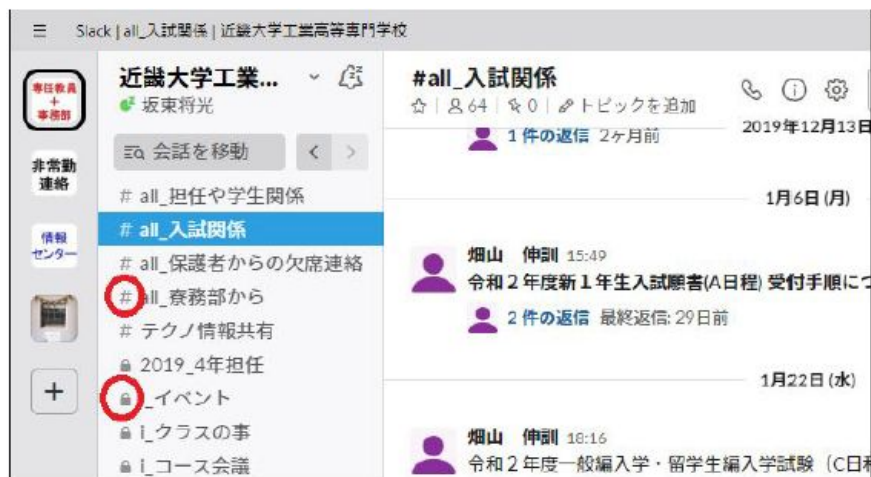 Slack | all_入試関係 | 近畿大学工業高等専門学校
専任教員
+
事務部
非常勤
連絡
情報
センター
近畿大学工業...
坂東将光
会話を移動
# all_担任や学生関係
# all_入試関係
# all_保護者からの欠席連絡
# all_寮務部から
# テクノ情報共有
2019_4年担任
_イベント
i_クラスの事
i_コース会議
#all_入試関係
64 | 0 | トピックを追加
1 件の返信 2ヶ月前
2019年12月13日
1月6日 (月)
畑山 伸訓 15:49
令和2年度新1年生入試願書(A日程) 受付手順につ
2 件の返信 最終返信: 29日前
1月22日 (水)
畑山 伸訓 18:16
令和2年度一般編入学・留学生編入学試験 (C日程